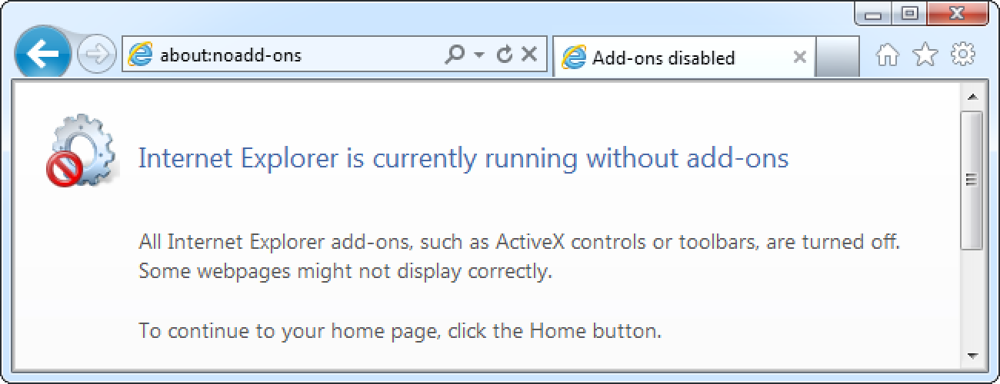 about:noadd-ons
Add-ons disabled
Internet Explorer is currently running without add-ons
All Internet Explorer add-ons, such as ActiveX controls or toolbars, are turned off.
Some webpages might not display correctly.
To continue to your home page, click the Home button.